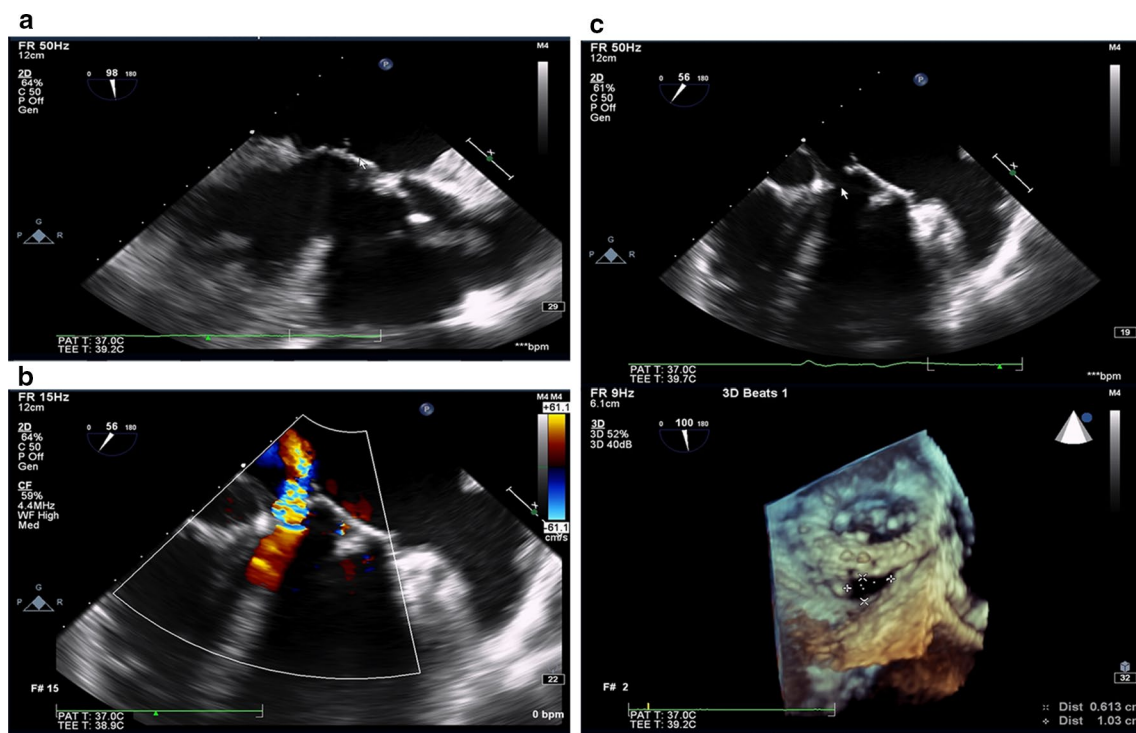 a
FR 50Hz
12cm
2D
64%
C 50
P Off
Gen
0 98 180
P
M4
G
P R
29
PAT T: 37.0C
TEE T: 39.2C
***bpm
b
FR 15Hz
12cm
2D
64%
C 50
P Off
Gen
CF
59%
4.4MHz
WF High
Med
0 56 180
P
M4 M4
+61.1
-61.1
cm/s
G
P R
22
F# 15
PAT T: 37.0C
TEE T: 38.9C
0 bpm
c
FR 50Hz
12cm
2D
61%
C 50
P Off
Gen
0 56 180
P
M4
G
P R
19
PAT T: 37.0C
TEE T: 39.7C
***bpm
FR 9Hz
6.1cm
3D Beats 1
3D
3D 52%
3D 40dB
0 100 180
M4
32
F# 2
PAT T: 37.0C
TEE T: 39.2C
Dist 0.613 cm
Dist 1.03 cm